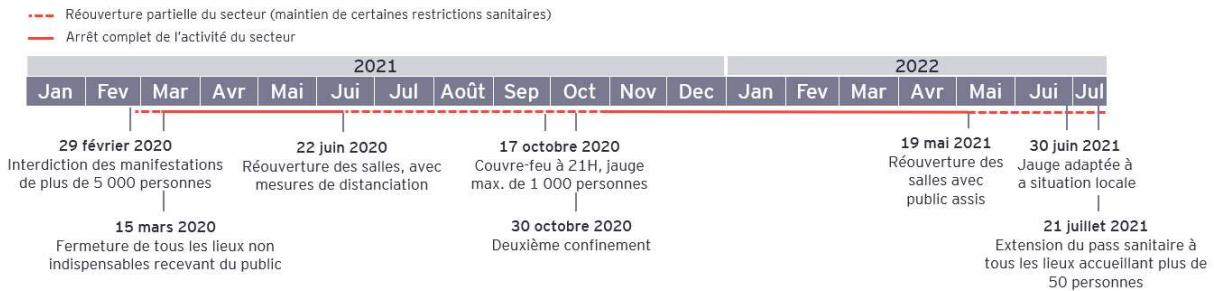 Réouverture partielle du secteur (maintien de certaines restrictions sanitaires)
Arrêt complet de l'activité du secteur
2021 2022
Jan Fev Mar Avr Mai Jui Jul Août Sep Oct Nov Dec Jan Fev Mar Avr Mai Jui Jul
29 février 2020
Interdiction des manifestations
de plus de 5 000 personnes
15 mars 2020
Fermeture de tous les lieux non
indispensables recevant du public
22 juin 2020
Réouverture des salles, avec
mesures de distanciation
17 octobre 2020
Couvre-feu à 21H, jauge
max. de 1 000 personnes
30 octobre 2020
Deuxième confinement
19 mai 2021
Réouverture des
salles avec
public assis
30 juin 2021
Jauge adaptée à
a situation locale
21 juillet 2021
Extension du pass sanitaire à
tous les lieux accueillant plus de
50 personnes